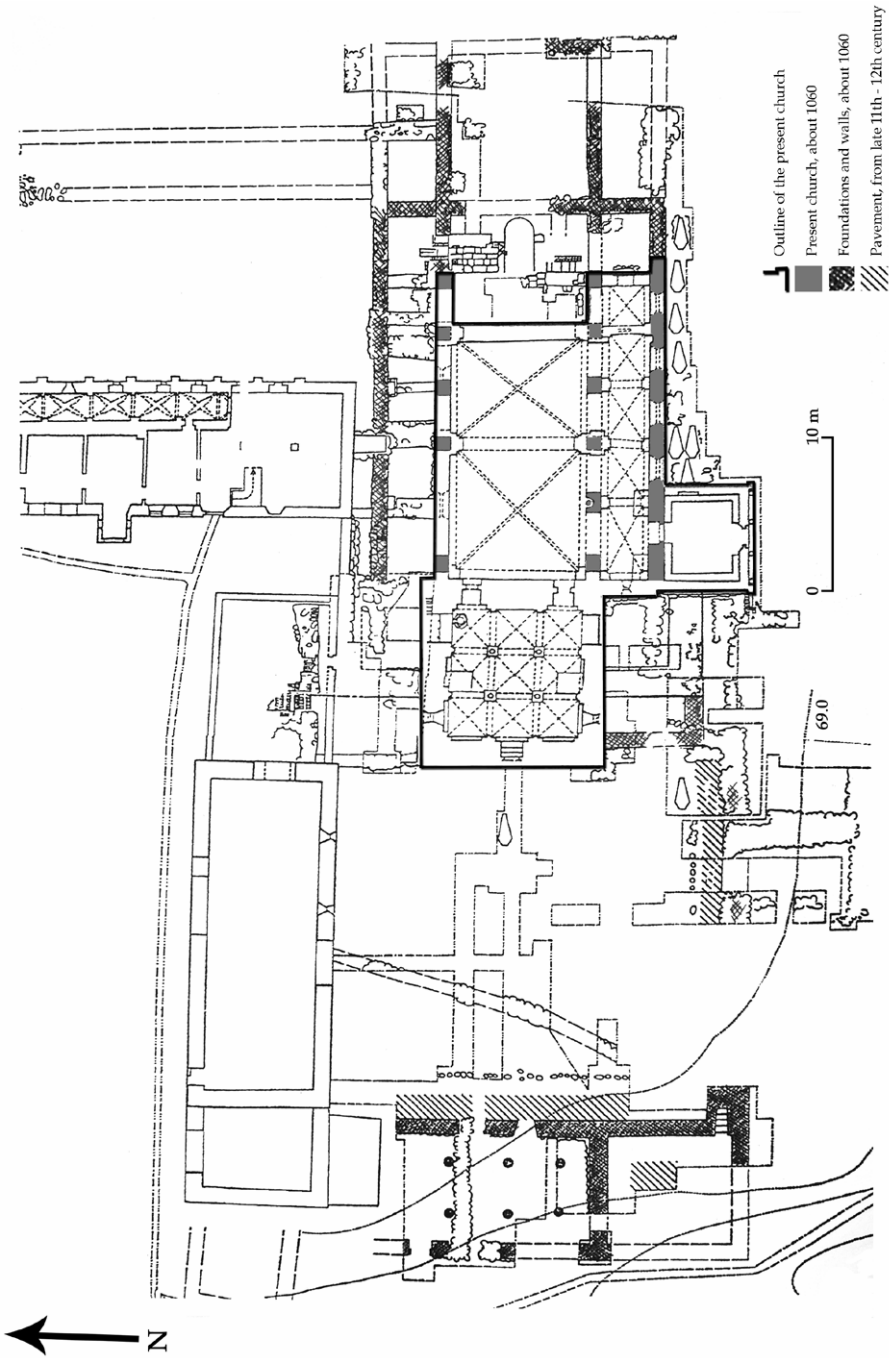 Outline of the present church
Present church, about 1060
Foundations and walls, about 1060
Pavement, from late 11th - 12th century
0
10 m
69.0
N